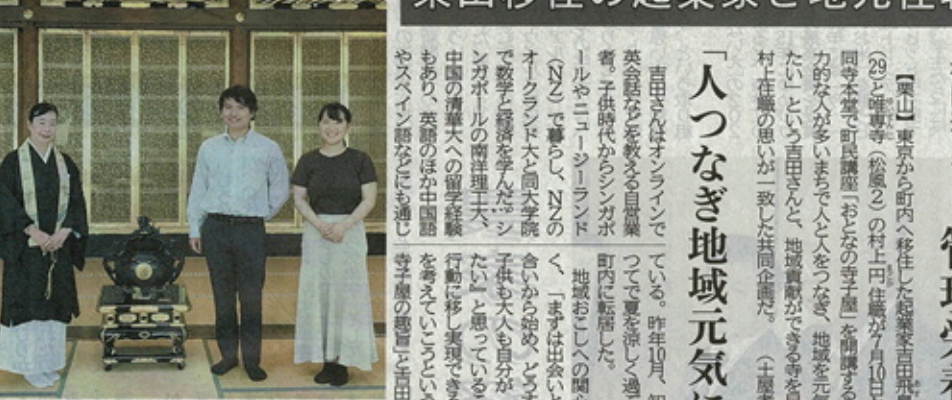 栗山移住の起業家と地元住
「人つなぎ地域元気に
【栗山】東京から町内へ移住した起業家吉田飛鳥
(29)と唯専寺(松風2)の村上円住職が7月10日と
同寺本堂で町民講座「おとなの寺子屋」を開講する
力的な人が多いまちで人と人をつなぎ、地域を元気
たい」という吉田さんと、地域貢献ができる寺を目
村上住職の思いが一致した共同企画だ。(土屋孝
吉田さんはオンラインで
英会話などを教える自営業
者。子供時代からシンガポ
ールやニュージーランド
(NZ)で暮らし、NZの
オークランド大と同大学院
で数学と経済を学んだ。シ
ンガポールの南洋理工大、
中国の清華大への留学経験
もあり、英語のほか中国語
やスペイン語などにも通じ
ている。昨年10月、知
つてで夏を涼しく過ご
町内に転居した。
地域おこしへの関心
く、「まずは出会いと
合いから始め、どう
子供も大人も自分が
たい』と思っている
行動に移し実現でき
を考えていこうという
寺子屋の趣旨」と吉田